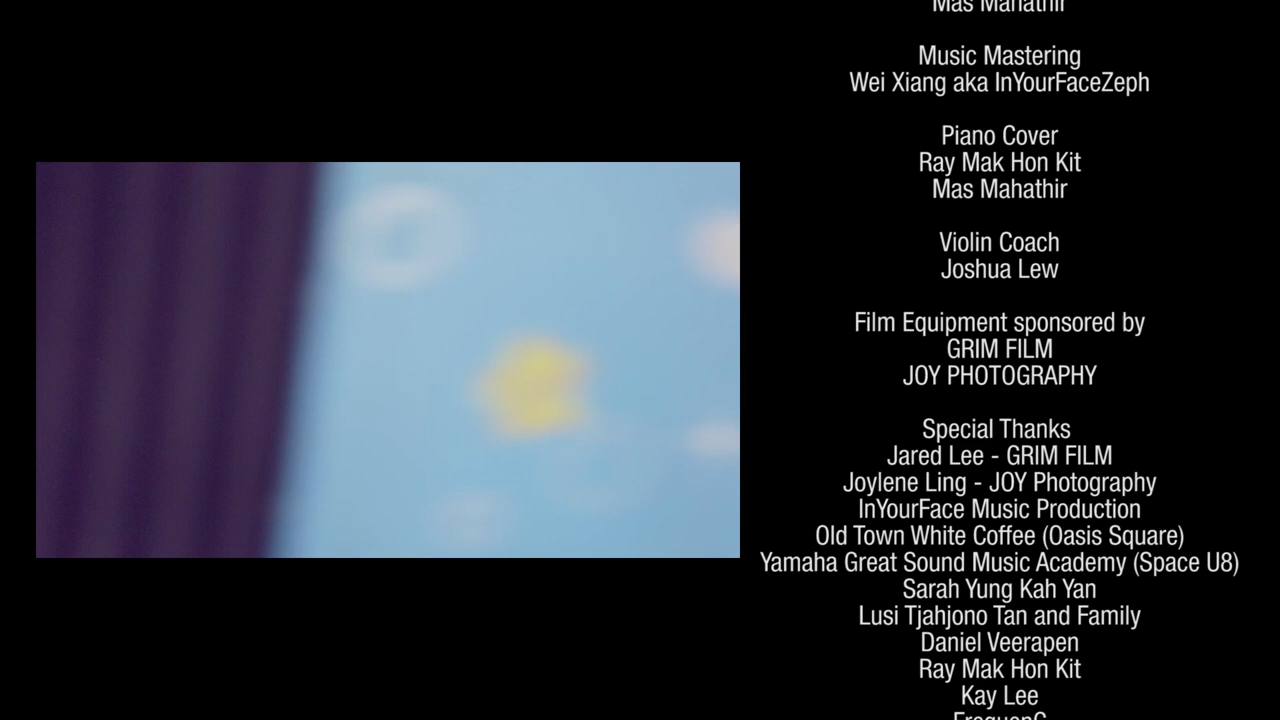 Mas Mahathir
Music Mastering
Wei Xiang aka InYourFaceZeph
Piano Cover
Ray Mak Hon Kit
Mas Mahathir
Violin Coach
Joshua Lew
Film Equipment sponsored by
GRIM FILM
JOY PHOTOGRAPHY
Special Thanks
Jared Lee - GRIM FILM
Joylene Ling - JOY Photography
InYourFace Music Production
Old Town White Coffee (Oasis Square)
Yamaha Great Sound Music Academy (Space U8)
Sarah Yung Kah Yan
Lusi Tjahjono Tan and Family
Daniel Veerapen
Ray Mak Hon Kit
Kay Lee